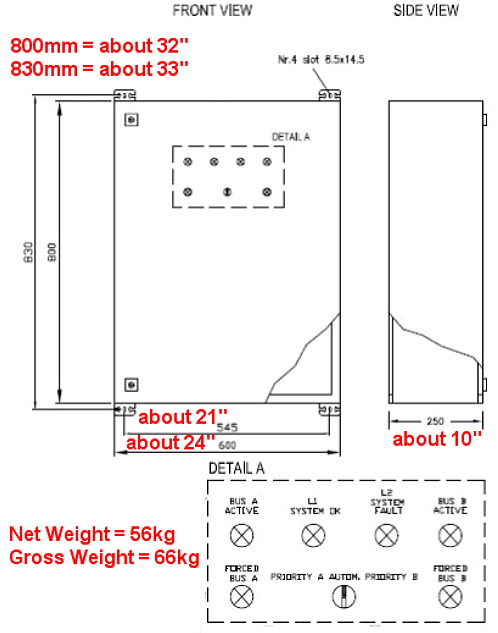 FRONT VIEW
SIDE VIEW
800mm = about 32"
830mm = about 33"
Nr.4 slot 8.5x14.5
DETAIL A
830
800
about 21"
545
about 24"
600
250
about 10"
DETAIL A
BUS A
ACTIVE
L1
SYSTEM OK
L2
SYSTEM
FAULT
BUS B
ACTIVE
Net Weight = 56kg
Gross Weight = 66kg
FORCED
BUS A
PRIORITY A AUTOM. PRIORITY B
FORCED
BUS B